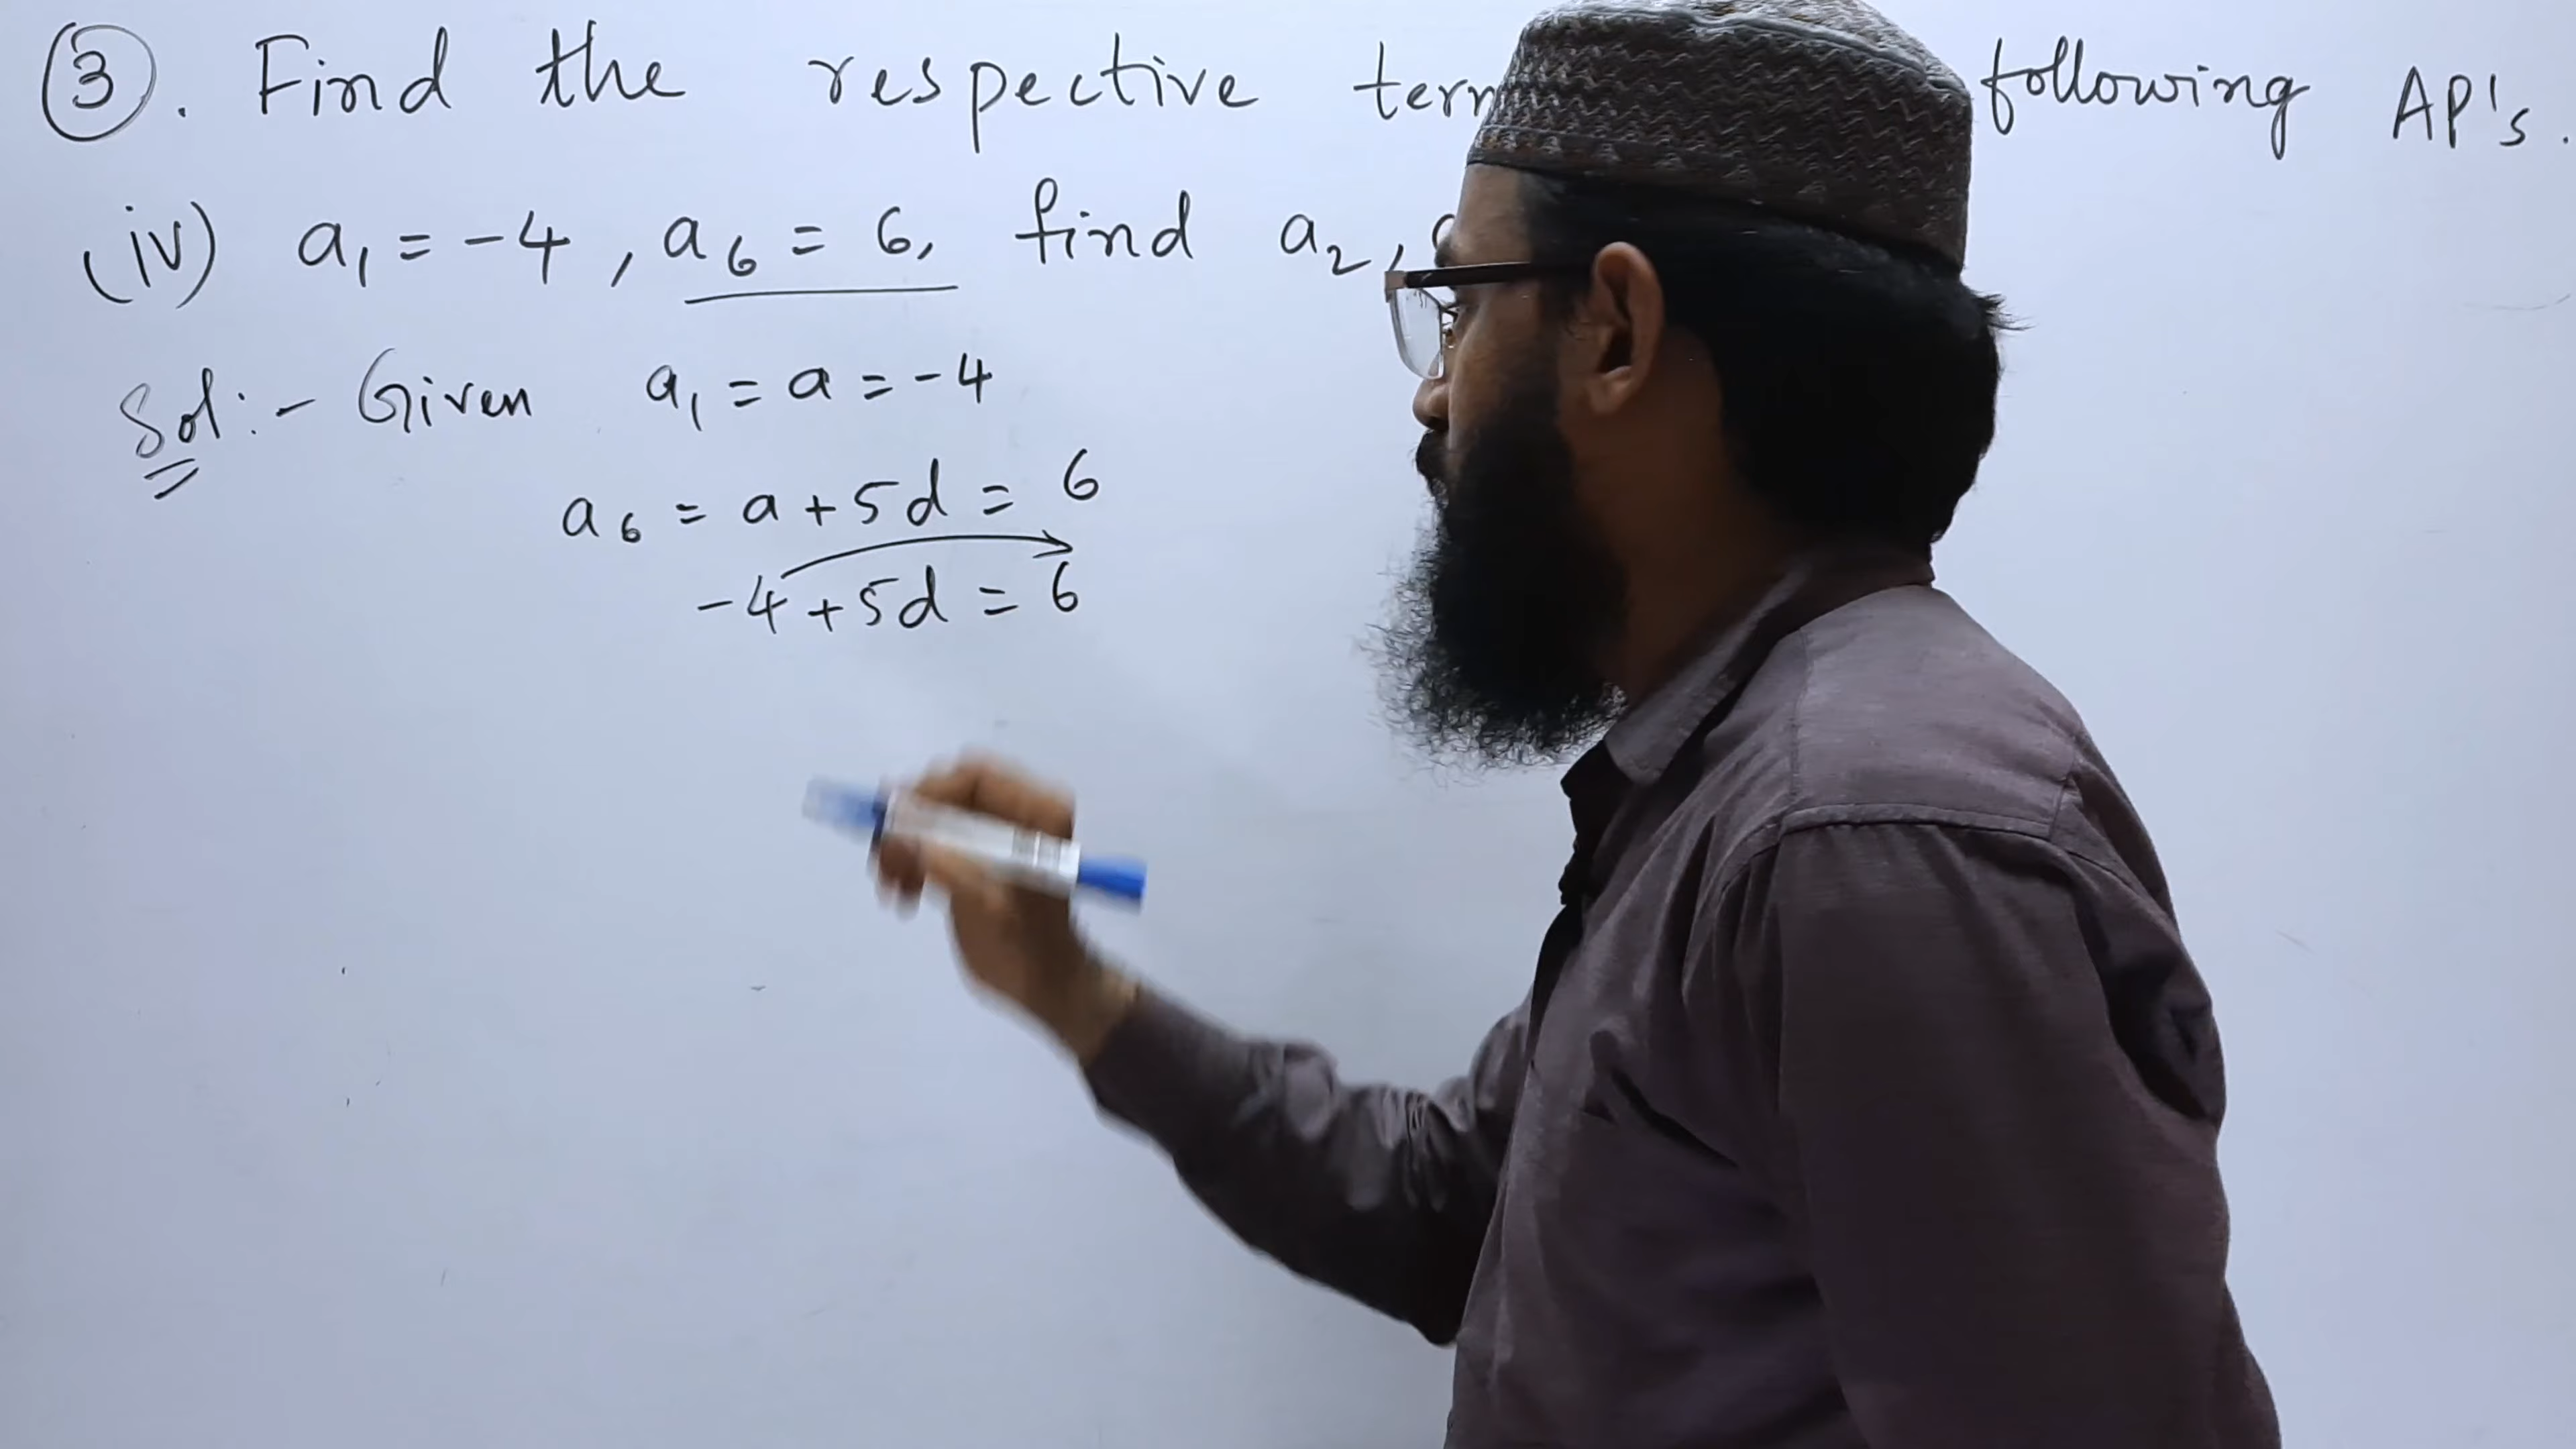 ③. Find the respective following AP's.
(iv) a₁ = -4, a₆ = 6, find a₂,
Sol:- Given a₁ = a = -4
a₆ = a + 5d = 6
-4 + 5d = 6